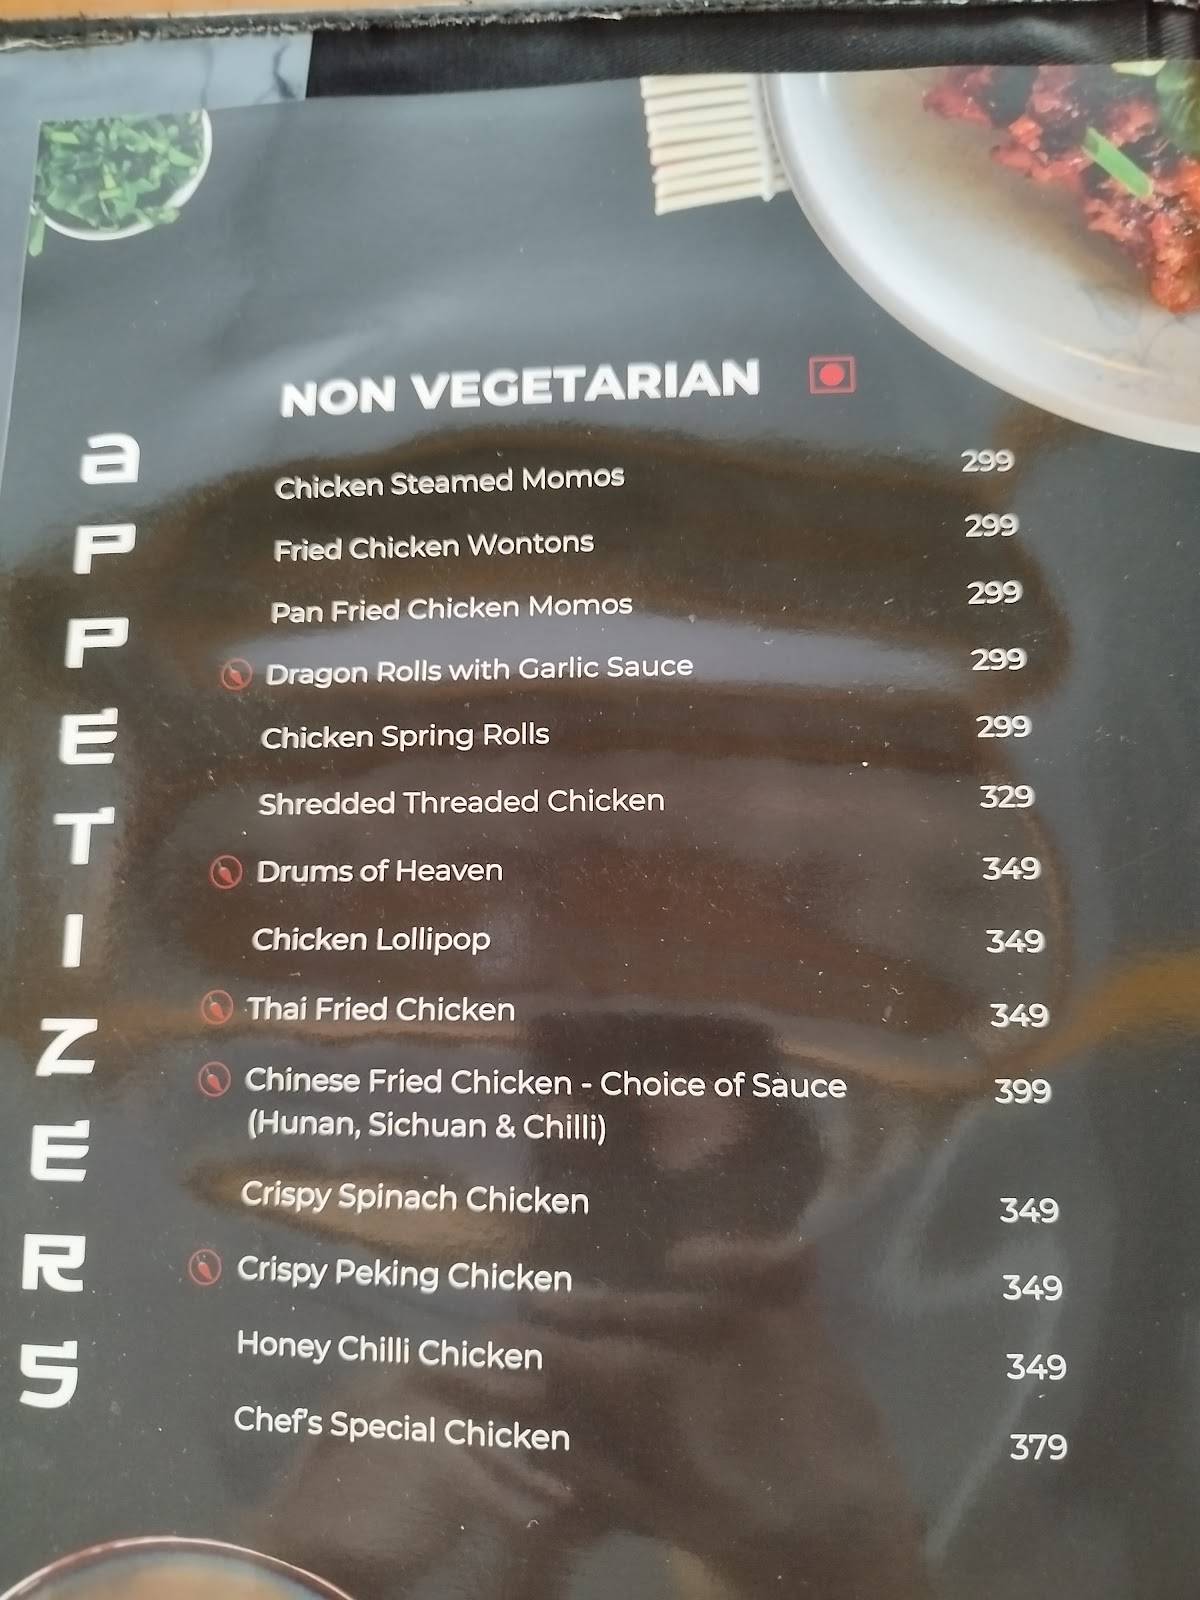 aPPETIZERS
NON VEGETARIAN
Chicken Steamed Momos 299
Fried Chicken Wontons 299
Pan Fried Chicken Momos 299
Dragon Rolls with Garlic Sauce 299
Chicken Spring Rolls 299
Shredded Threaded Chicken 329
Drums of Heaven 349
Chicken Lollipop 349
Thai Fried Chicken 349
Chinese Fried Chicken - Choice of Sauce 399
(Hunan, Sichuan & Chilli)
Crispy Spinach Chicken 349
Crispy Peking Chicken 349
Honey Chilli Chicken 349
Chef's Special Chicken 379